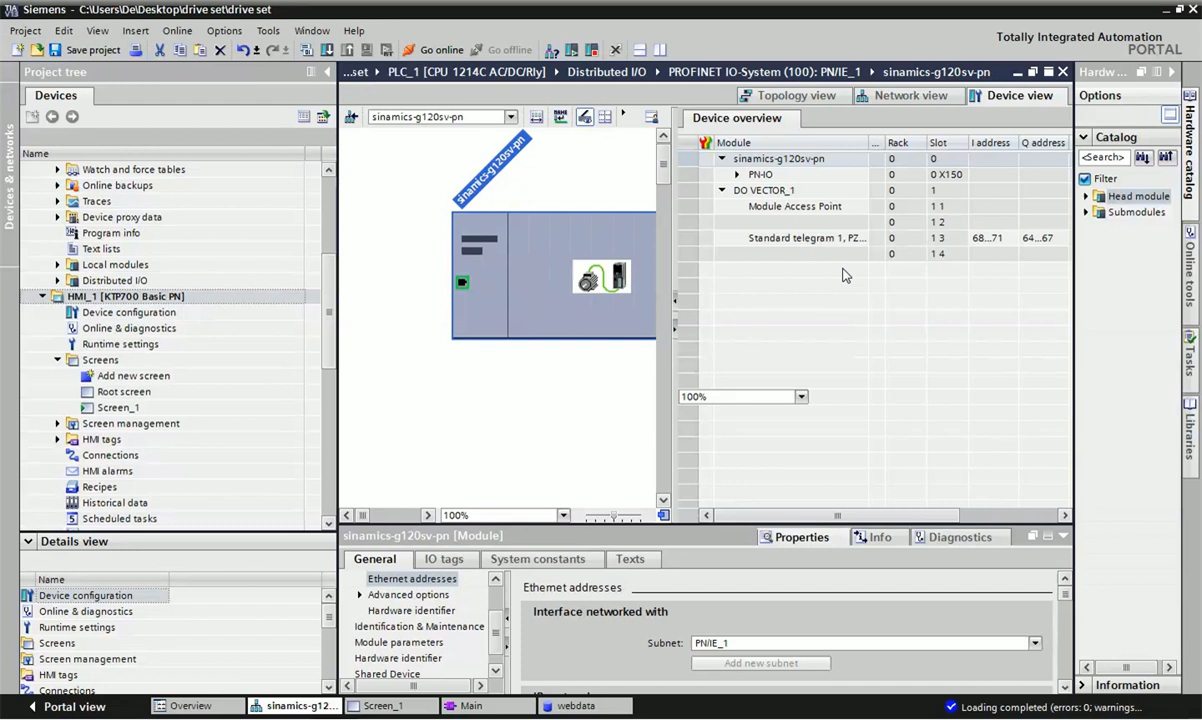 Siemens - C:\Users\De\Desktop\drive set\drive set
Project Edit View Insert Online Options Tools Window Help
Totally Integrated Automation
PORTAL
Save project
Go online
Go offline
Project tree
...set PLC_1 [CPU 1214C AC/DC/Rly] Distributed I/O PROFINET IO-System (100): PN/IE_1 sinamics-g120sv-pn
Hardw ...
Devices
Topology view Network view Device view
Options
sinamics-g120sv-pn
Device overview
Name
Module ... Rack Slot I address Q address
Catalog
<Search>
Filter
Head module
Submodules
Watch and force tables
Online backups
Traces
Device proxy data
Program info
Text lists
Local modules
Distributed I/O
HMI_1 [KTP700 Basic PN]
Device configuration
Online & diagnostics
Runtime settings
Screens
Add new screen
Root screen
Screen_1
Screen management
HMI tags
Connections
HMI alarms
Recipes
Historical data
Scheduled tasks
sinamics-g120sv-pn
sinamics-g120sv-pn 0 0
PN-IO 0 0 X150
DO VECTOR_1 0 1
Module Access Point 0 1 1
0 1 2
Standard telegram 1, PZ... 0 1 3 68...71 64...67
0 1 4
100%
100%
Devices & networks
Hardware catalog
Online tools
Tasks
Libraries
Details view
Name
Device configuration
Online & diagnostics
Runtime settings
Screens
Screen management
HMI tags
Connections
sinamics-g120sv-pn [Module]
Properties Info Diagnostics
General IO tags System constants Texts
Ethernet addresses
Advanced options
Hardware identifier
Identification & Maintenance
Module parameters
Hardware identifier
Shared Device
Ethernet addresses
Interface networked with
Subnet: PN/IE_1
Add new subnet
Information
Portal view
Overview
sinamics-g12...
Screen_1
Main
webdata
Loading completed (errors: 0; warnings...